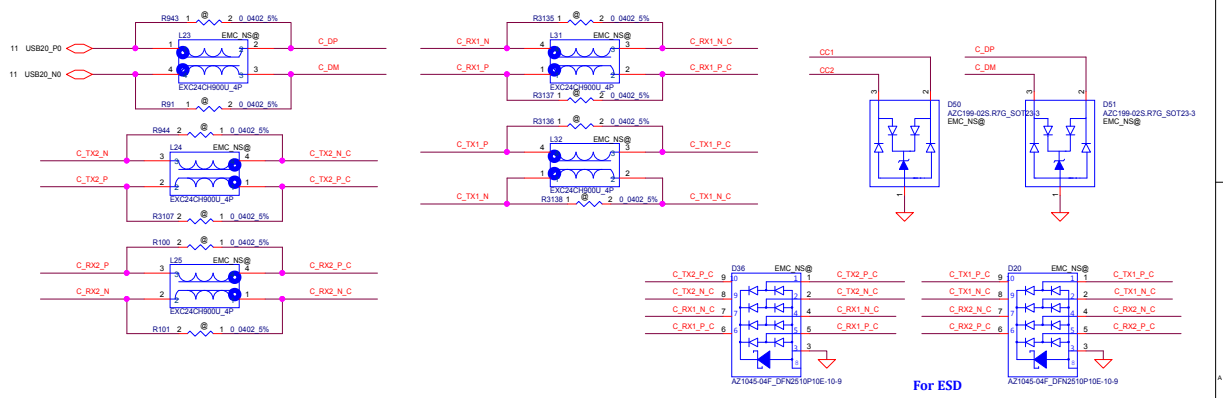 R943 1 @ 2 0_0402_5%
L23 EMC_NS@
11 USB20_P0 1 2 C_DP
11 USB20_N0 4 3 C_DM
EXC24CH900U_4P
R91 1 @ 2 0_0402_5%
R944 2 @ 1 0_0402_5%
L24 EMC_NS@
C_TX2_N 3 4 C_TX2_N_C
C_TX2_P 2 1 C_TX2_P_C
EXC24CH900U_4P
R3107 2 @ 1 0_0402_5%
R100 2 @ 1 0_0402_5%
L25 EMC_NS@
C_RX2_P 3 4 C_RX2_P_C
C_RX2_N 2 1 C_RX2_N_C
EXC24CH900U_4P
R101 2 @ 1 0_0402_5%
R3135 1 @ 2 0_0402_5%
L31 EMC_NS@
C_RX1_N 4 3 C_RX1_N_C
C_RX1_P 1 2 C_RX1_P_C
EXC24CH900U_4P
R3137 1 @ 2 0_0402_5%
R3136 1 @ 2 0_0402_5%
L32 EMC_NS@
C_TX1_P 4 3 C_TX1_P_C
1 2
EXC24CH900U_4P
C_TX1_N R3138 1 @ 2 0_0402_5% C_TX1_N_C
CC1
CC2
3 2
D50
AZC199-02S.R7G_SOT23-3
EMC_NS@
1
C_DP
C_DM
3 2
D51
AZC199-02S.R7G_SOT23-3
EMC_NS@
1
D36 EMC_NS@
C_TX2_P_C 9 10 1 1 C_TX2_P_C
C_TX2_N_C 8 9 2 2 C_TX2_N_C
C_RX1_N_C 7 7 4 4 C_RX1_N_C
C_RX1_P_C 6 6 5 5 C_RX1_P_C
3 3
8
AZ1045-04F_DFN2510P10E-10-9
D20 EMC_NS@
C_TX1_P_C 9 10 1 1 C_TX1_P_C
C_TX1_N_C 8 9 2 2 C_TX1_N_C
C_RX2_N_C 7 7 4 4 C_RX2_N_C
C_RX2_P_C 6 6 5 5 C_RX2_P_C
3 3
8
AZ1045-04F_DFN2510P10E-10-9
For ESD
A